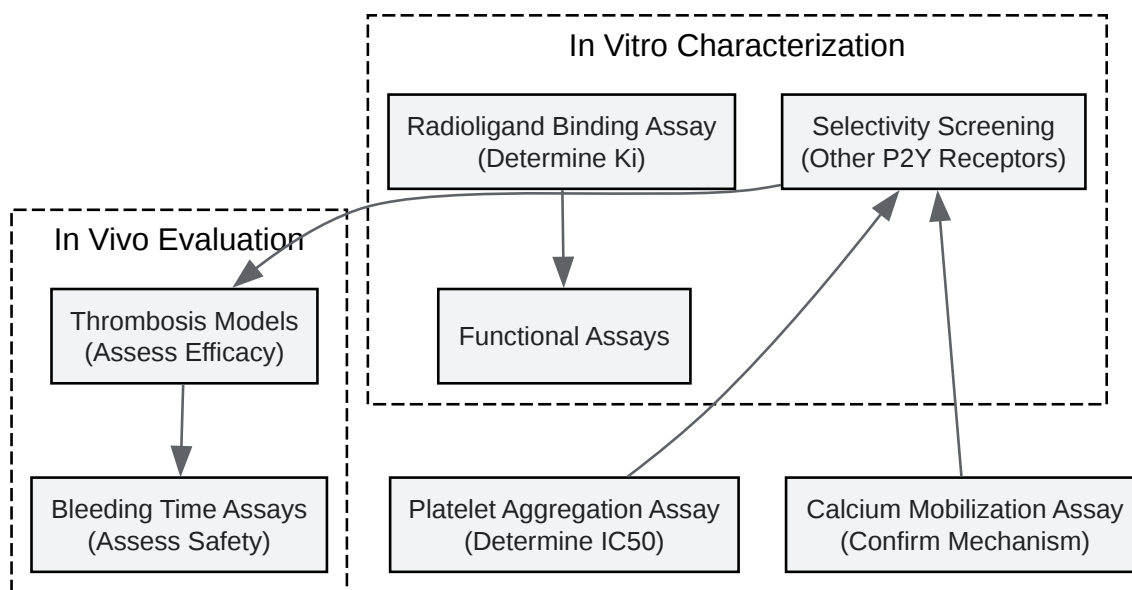 In Vitro Characterization
Radioligand Binding Assay
(Determine Ki)
Selectivity Screening
(Other P2Y Receptors)
In Vivo Evaluation
Thrombosis Models
(Assess Efficacy)
Functional Assays
Bleeding Time Assays
(Assess Safety)
Platelet Aggregation Assay
(Determine IC50)
Calcium Mobilization Assay
(Confirm Mechanism)